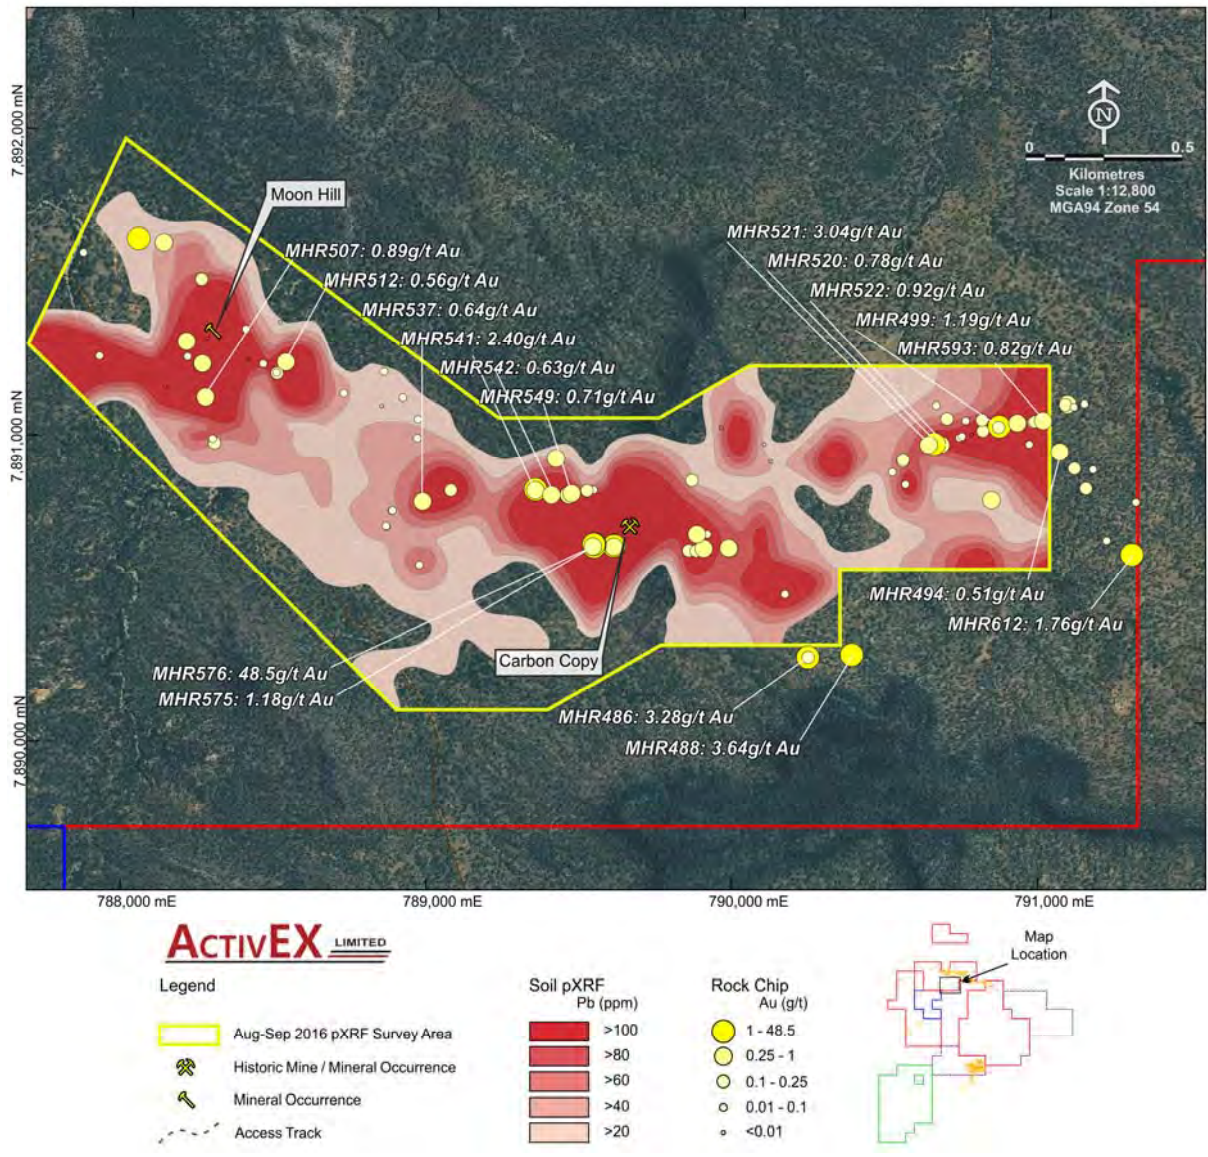 7,892,000 mN
7,891,000 mN
7,890,000 mN
N
0 0.5
Kilometres
Scale 1:12,800
MGA94 Zone 54
Moon Hill
MHR507: 0.89g/t Au
MHR512: 0.56g/t Au
MHR537: 0.64g/t Au
MHR541: 2.40g/t Au
MHR542: 0.63g/t Au
MHR549: 0.71g/t Au
MHR521: 3.04g/t Au
MHR520: 0.78g/t Au
MHR522: 0.92g/t Au
MHR499: 1.19g/t Au
MHR593: 0.82g/t Au
MHR494: 0.51g/t Au
MHR612: 1.76g/t Au
Carbon Copy
MHR576: 48.5g/t Au
MHR575: 1.18g/t Au
MHR486: 3.28g/t Au
MHR488: 3.64g/t Au
788,000 mE
789,000 mE
790,000 mE
791,000 mE
ACTIVEX LIMITED
Legend
Aug-Sep 2016 pXRF Survey Area
Historic Mine / Mineral Occurrence
Mineral Occurrence
Access Track
Soil pXRF
Pb (ppm)
>100
>80
>60
>40
>20
Rock Chip
Au (g/t)
1 - 48.5
0.25 - 1
0.1 - 0.25
0.01 - 0.1
<0.01
Map
Location